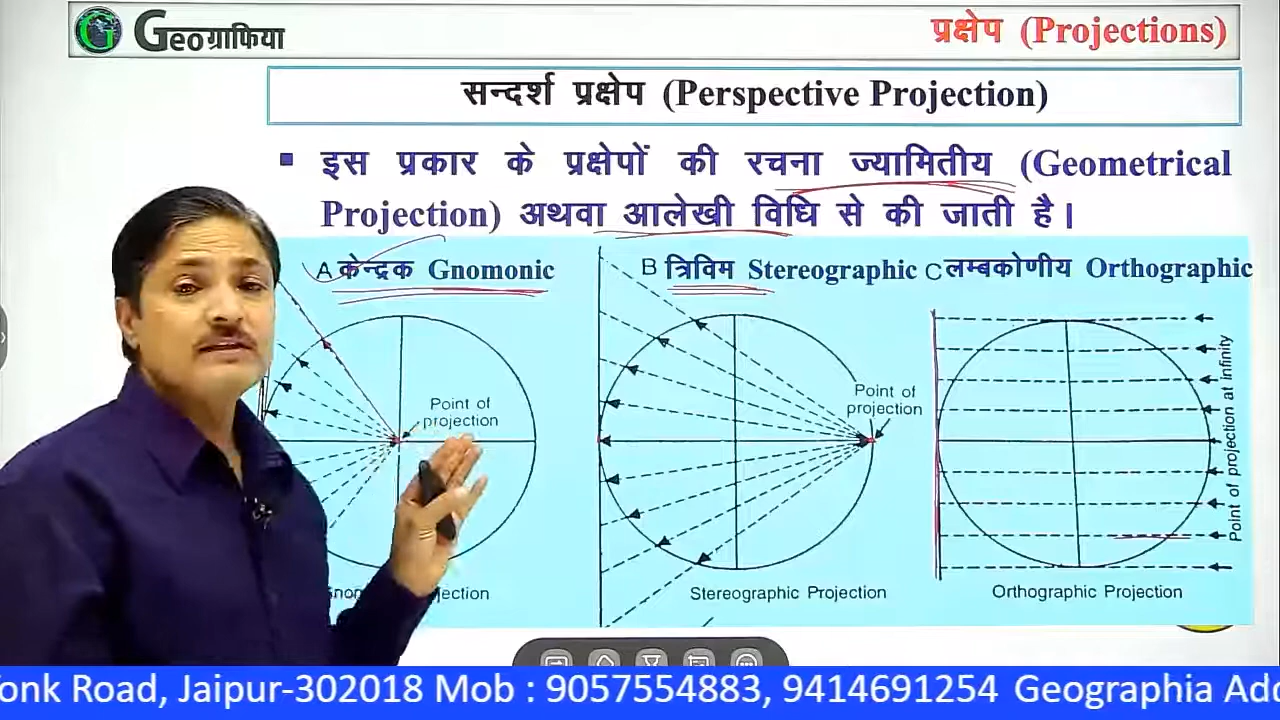 Geoग्राफिया
प्रक्षेप (Projections)
सन्दर्श प्रक्षेप (Perspective Projection)
इस प्रकार के प्रक्षेपों की रचना ज्यामितीय (Geometrical
Projection) अथवा आलेखी विधि से की जाती है।
A केन्द्रक Gnomonic
B त्रिविम Stereographic
C लम्बकोणीय Orthographic
Point of
projection
Point of
projection
Point of projection at infinity
Stereographic Projection
Orthographic Projection
Road, Jaipur-302018 Mob : 9057554883, 9414691254 Geographia